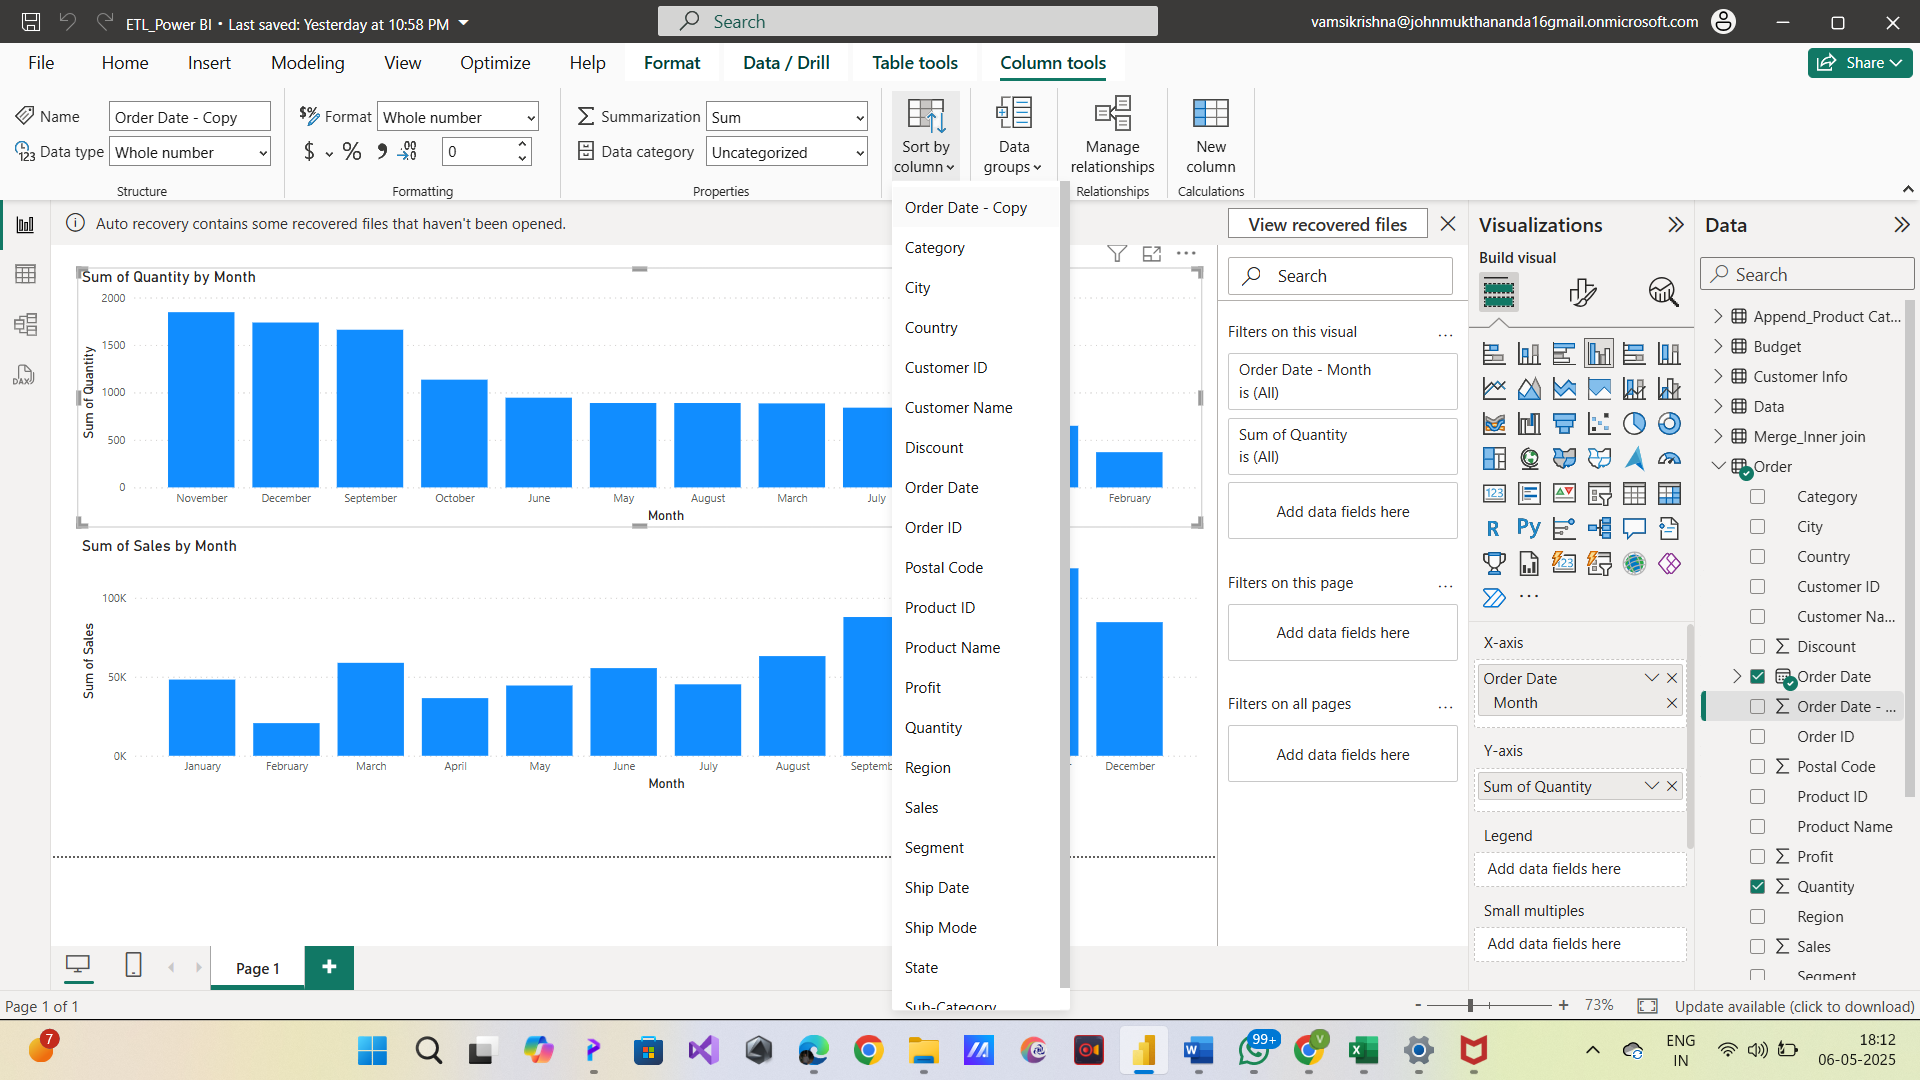 ETL_Power BI • Last saved: Yesterday at 10:58 PM
Search
vamsikrishna@johnmukthananda16gmail.onmicrosoft.com
File
Home
Insert
Modeling
View
Optimize
Help
Format
Data / Drill
Table tools
Column tools
Share
Name
Order Date - Copy
Data type
Whole number
Structure
Format
Whole number
$
%
0
Formatting
Summarization
Sum
Data category
Uncategorized
Properties
Sort by
column
Data
groups
Manage
relationships
Relationships
New
column
Calculations
Auto recovery contains some recovered files that haven't been opened.
View recovered files
Order Date - Copy
Category
City
Country
Customer ID
Customer Name
Discount
Order Date
Order ID
Postal Code
Product ID
Product Name
Profit
Quantity
Region
Sales
Segment
Ship Date
Ship Mode
State
Sub-Category
Sum of Quantity by Month
2000
1500
1000
500
0
Sum of Quantity
November
December
September
October
June
May
August
March
July
February
Month
Sum of Sales by Month
100K
50K
0K
Sum of Sales
January
February
March
April
May
June
July
August
Septemb
December
Month
Search
Filters on this visual
...
Order Date - Month
is (All)
Sum of Quantity
is (All)
Add data fields here
Filters on this page
...
Add data fields here
Filters on all pages
...
Add data fields here
Visualizations
Build visual
123
R
Py
123
...
X-axis
Order Date
Month
Y-axis
Sum of Quantity
Legend
Add data fields here
Small multiples
Add data fields here
Data
Search
Append_Product Cat...
Budget
Customer Info
Data
Merge_Inner join
Order
Category
City
Country
Customer ID
Customer Na...
Discount
Order Date
Order Date - ...
Order ID
Postal Code
Product ID
Product Name
Profit
Quantity
Region
Sales
Segment
Page 1
Page 1 of 1
-
+
73%
Update available (click to download)
7
99+
V
ENG
IN
18:12
06-05-2025